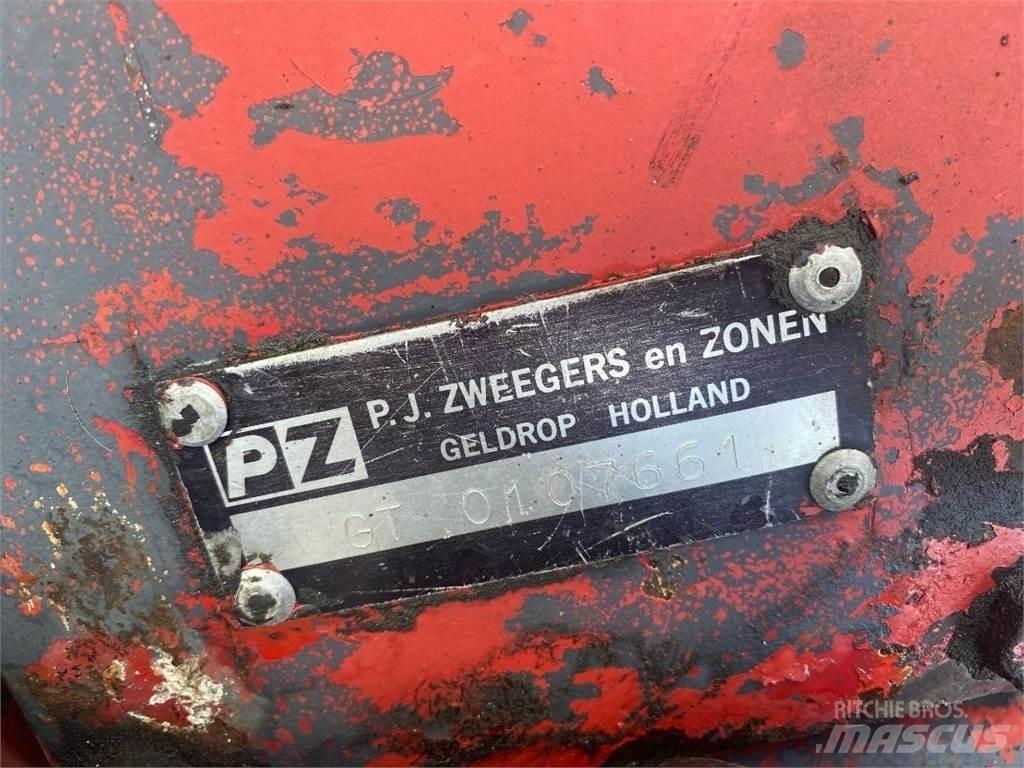 PZ
P.J. ZWEEGERS en ZONEN
GELDROP HOLLAND
GT 0107661
RITCHIE BROS.
MASCUS